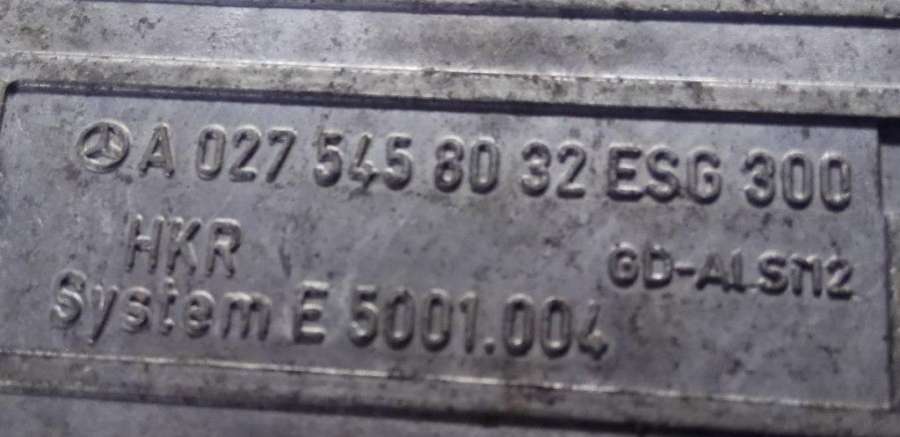 A 027 545 80 32 ESG 300
HKR GD-AlSi12
System E 5001.004